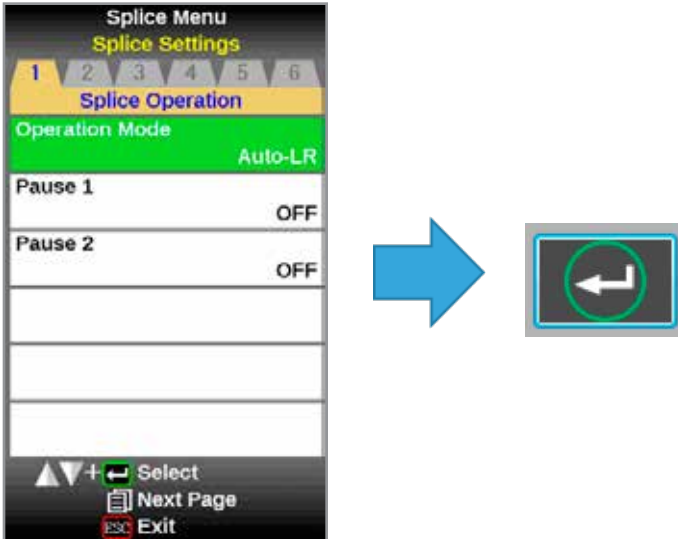 Splice Menu
Splice Settings
1 2 3 4 5 6
Splice Operation
Operation Mode
Auto-LR
Pause 1
OFF
Pause 2
OFF
+ Select
Next Page
ESC Exit